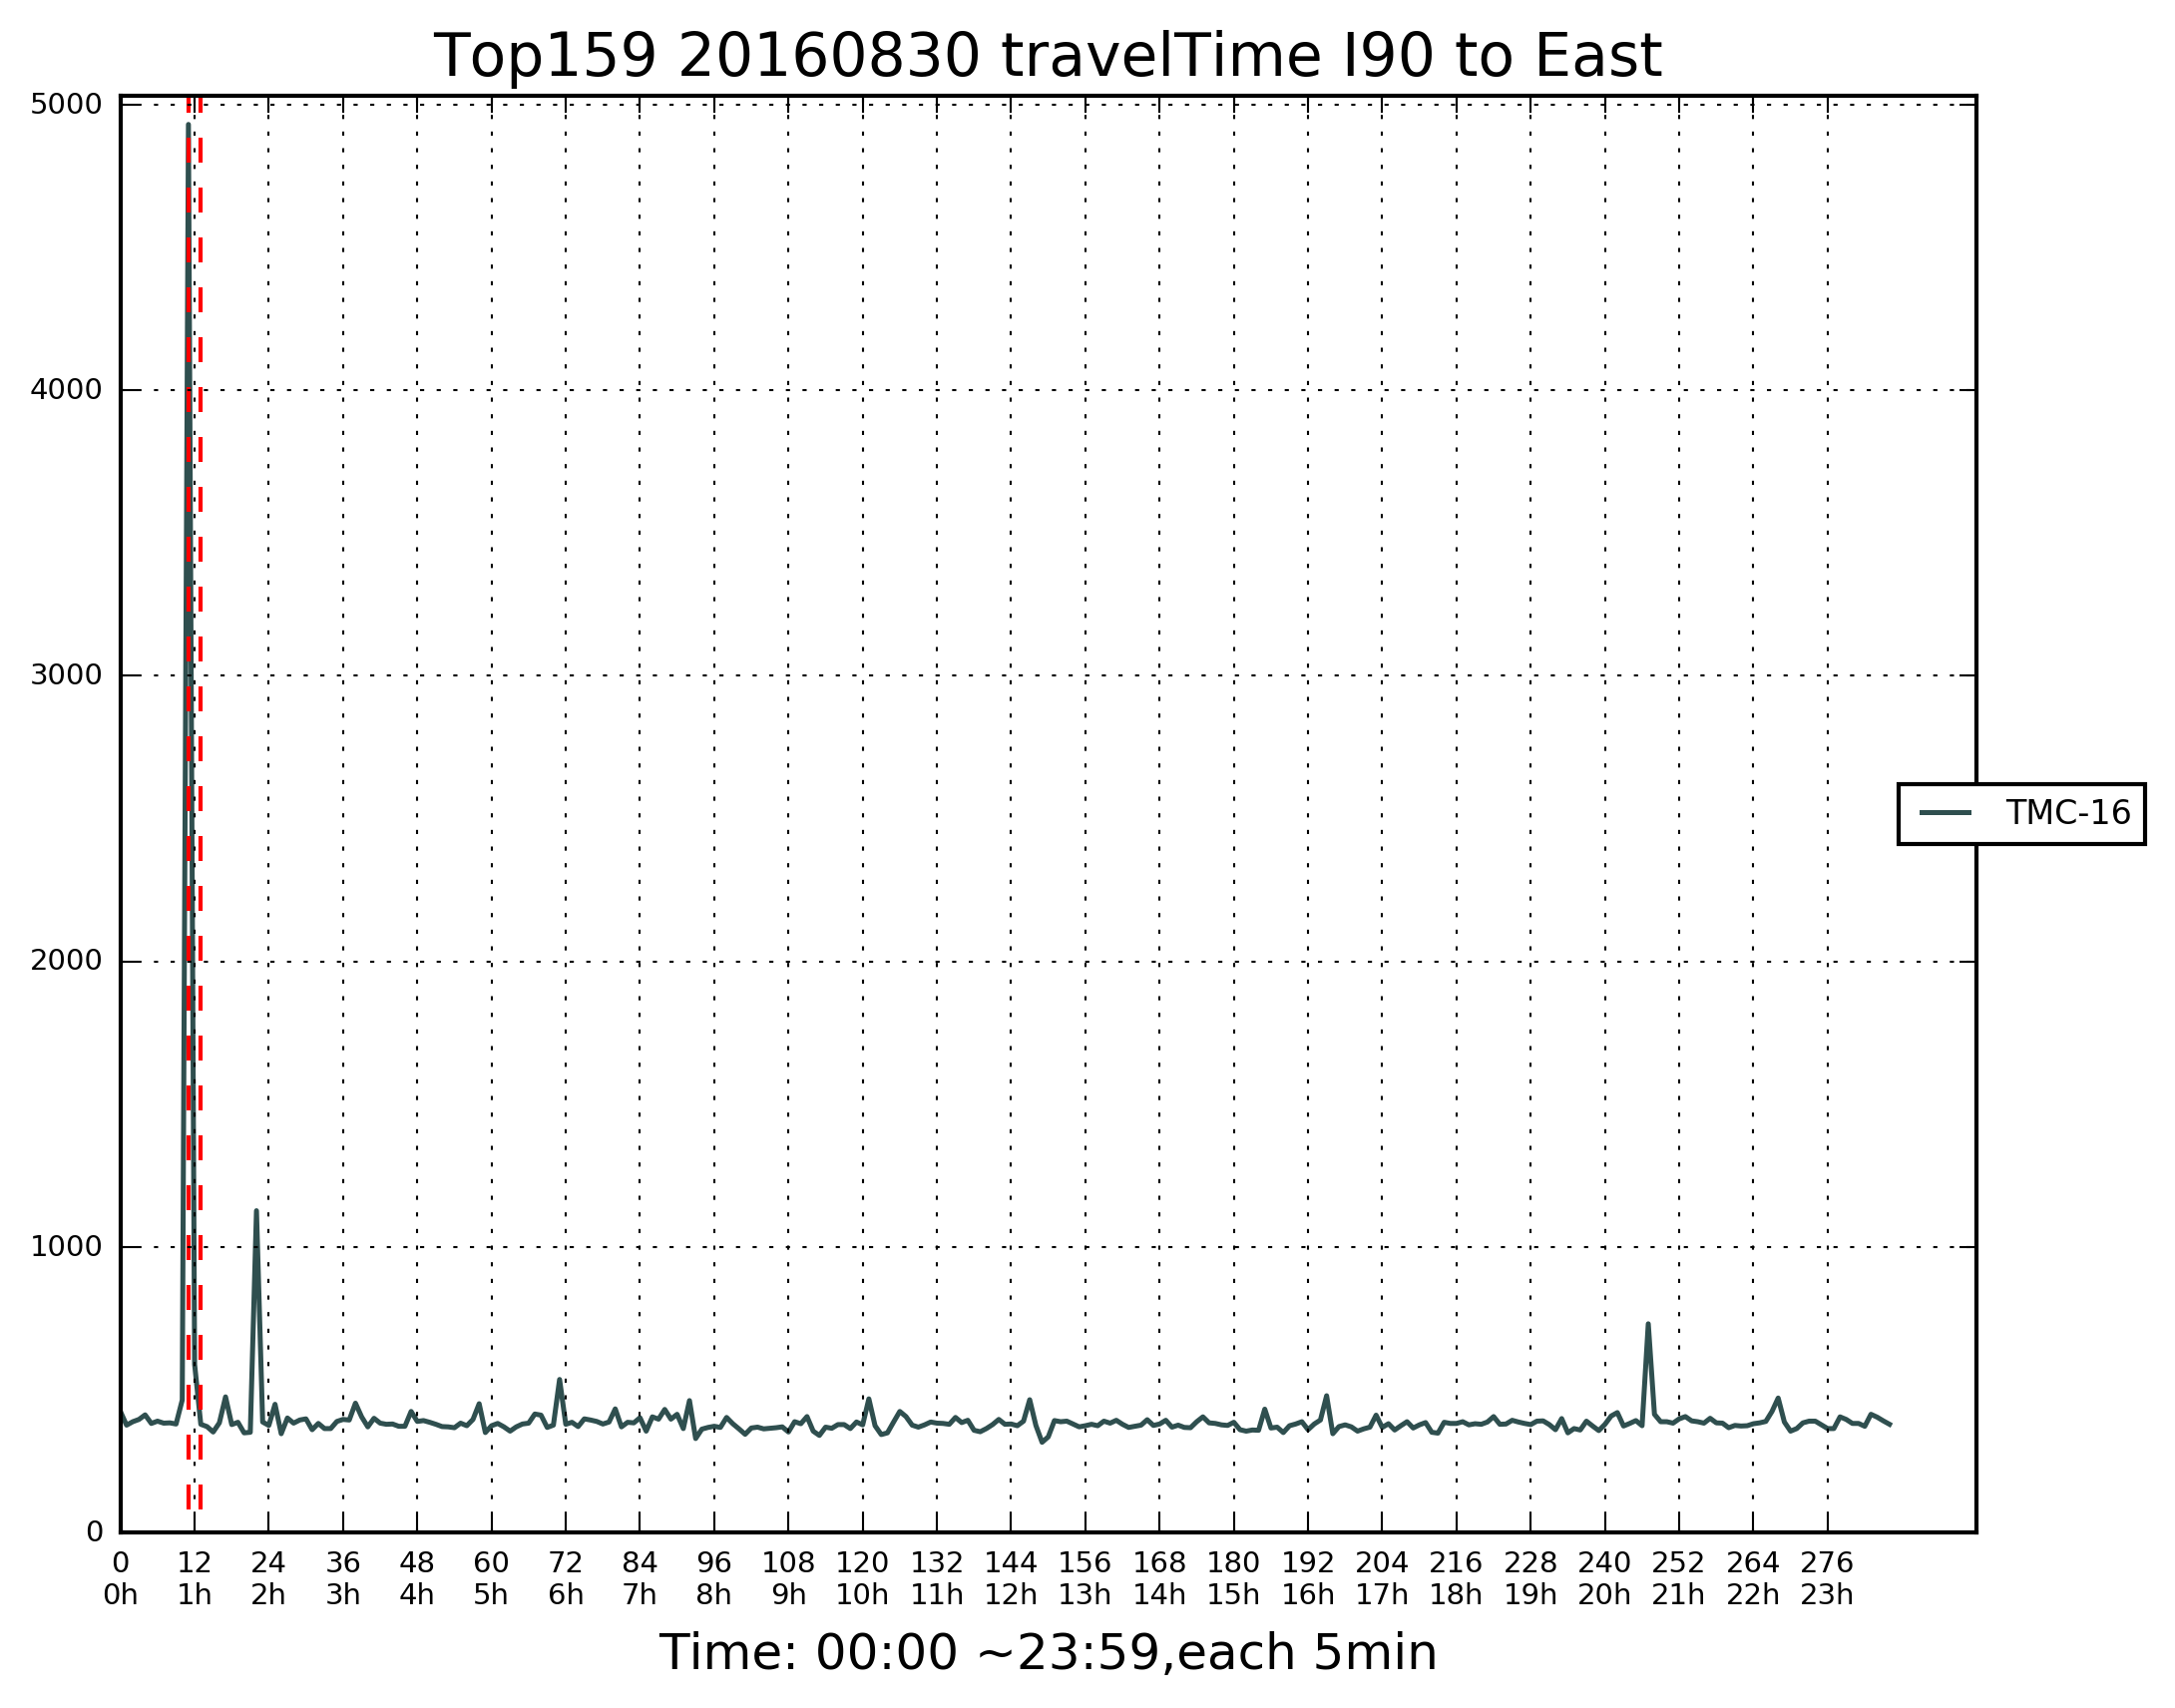 Top159 20160830 travelTime I90 to East
5000
4000
3000
2000
1000
0
TMC-16
0 12 24 36 48 60 72 84 96 108 120 132 144 156 168 180 192 204 216 228 240 252 264 276
0h 1h 2h 3h 4h 5h 6h 7h 8h 9h 10h 11h 12h 13h 14h 15h 16h 17h 18h 19h 20h 21h 22h 23h
Time: 00:00 ~23:59,each 5min